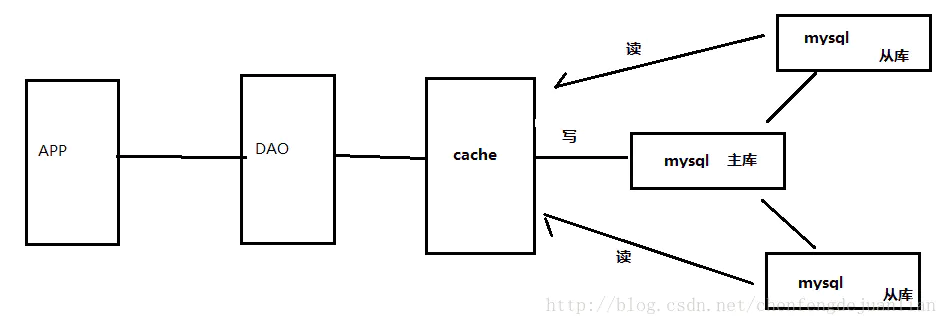 APP
DAO
cache
读
写
读
mysql
从库
mysql 主库
mysql
从库
http://blog.csdn.net/chenfengdejuanlian